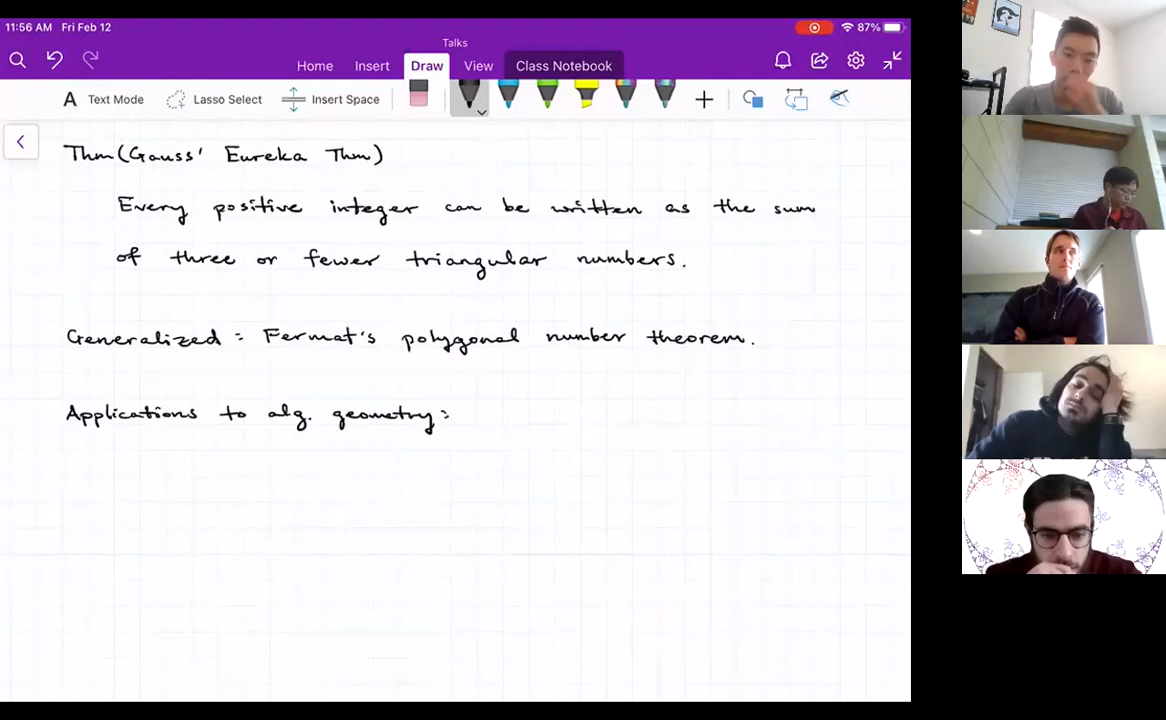 11:56 AM Fri Feb 12
87%
Talks
Home Insert Draw View Class Notebook
A Text Mode Lasso Select Insert Space
Thm (Gauss' Eureka Thm)
Every positive integer can be written as the sum
of three or fewer triangular numbers.
Generalized: Fermat's polygonal number theorem.
Applications to alg. geometry: